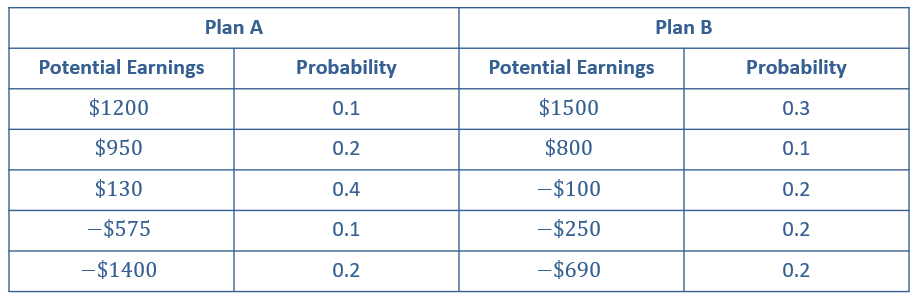 Plan A Plan B
Potential Earnings Probability Potential Earnings Probability
$1200 0.1 $1500 0.3
$950 0.2 $800 0.1
$130 0.4 −$100 0.2
−$575 0.1 −$250 0.2
−$1400 0.2 −$690 0.2